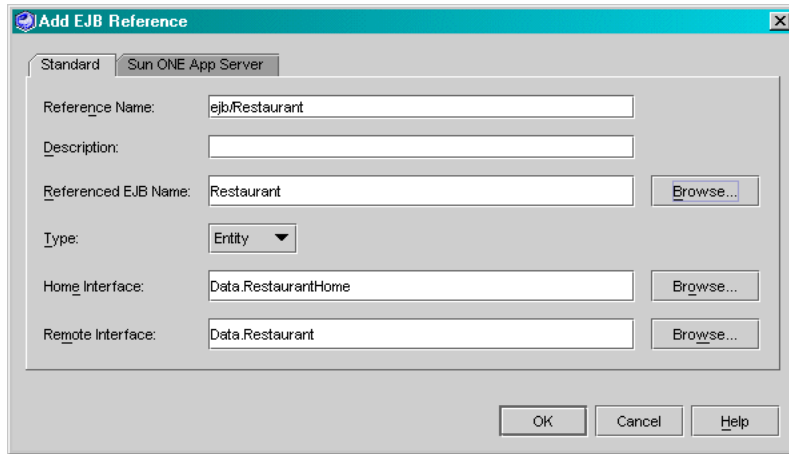 Add EJB Reference
Standard Sun ONE App Server
Reference Name: ejb/Restaurant
Description:
Referenced EJB Name: Restaurant Browse...
Type: Entity
Home Interface: Data.RestaurantHome Browse...
Remote Interface: Data.Restaurant Browse...
OK Cancel Help